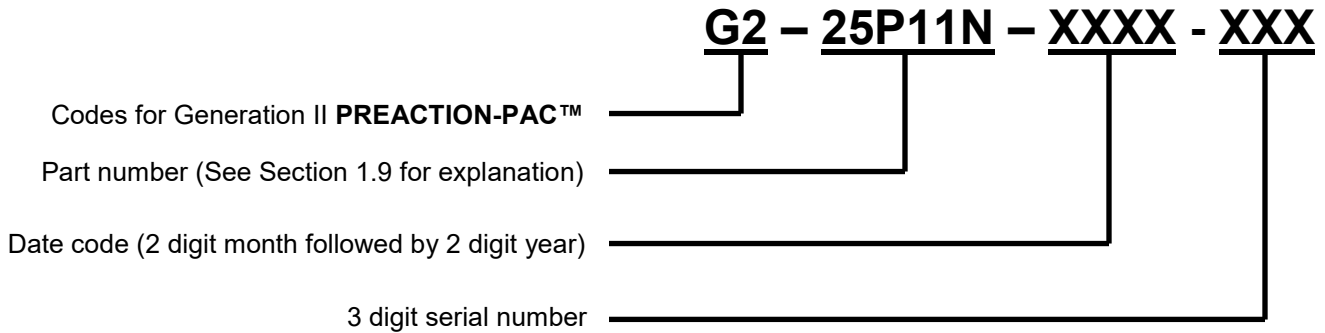 G2 – 25P11N – XXXX - XXX
Codes for Generation II PREACTION-PAC™
Part number (See Section 1.9 for explanation)
Date code (2 digit month followed by 2 digit year)
3 digit serial number